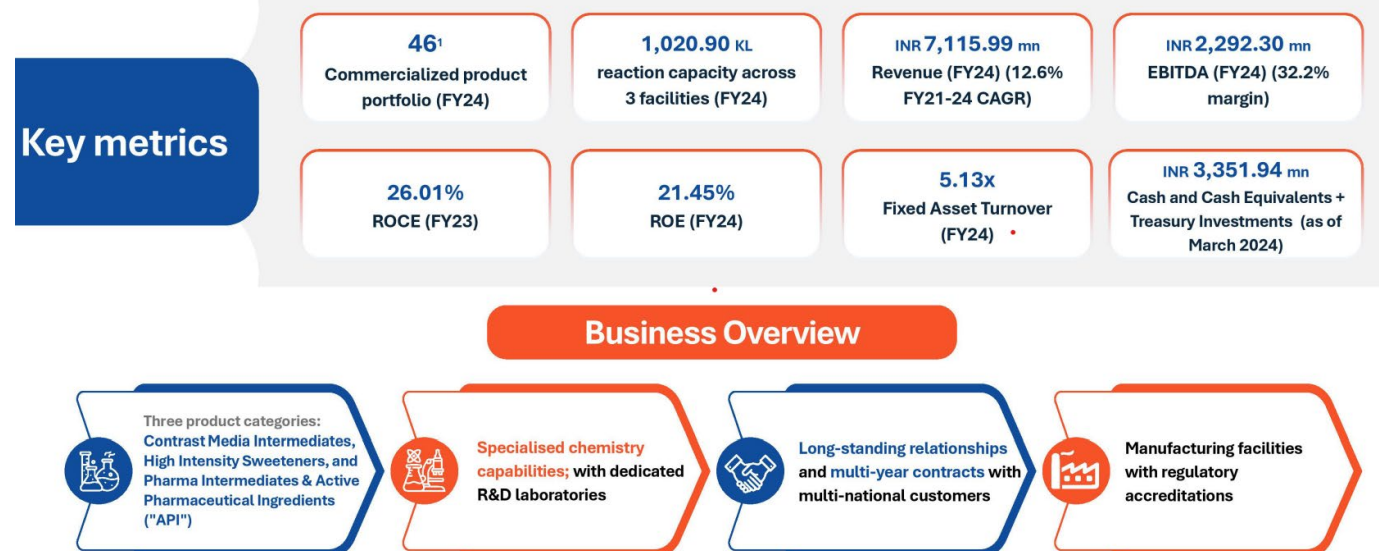 Key metrics
46¹
Commercialized product
portfolio (FY24)
1,020.90 KL
reaction capacity across
3 facilities (FY24)
INR 7,115.99 mn
Revenue (FY24) (12.6%
FY21-24 CAGR)
INR 2,292.30 mn
EBITDA (FY24) (32.2%
margin)
26.01%
ROCE (FY23)
21.45%
ROE (FY24)
5.13x
Fixed Asset Turnover
(FY24)
INR 3,351.94 mn
Cash and Cash Equivalents +
Treasury Investments (as of
March 2024)
Business Overview
Three product categories:
Contrast Media Intermediates,
High Intensity Sweeteners, and
Pharma Intermediates & Active
Pharmaceutical Ingredients
("API")
Specialised chemistry
capabilities; with dedicated
R&D laboratories
Long-standing relationships
and multi-year contracts with
multi-national customers
Manufacturing facilities
with regulatory
accreditations